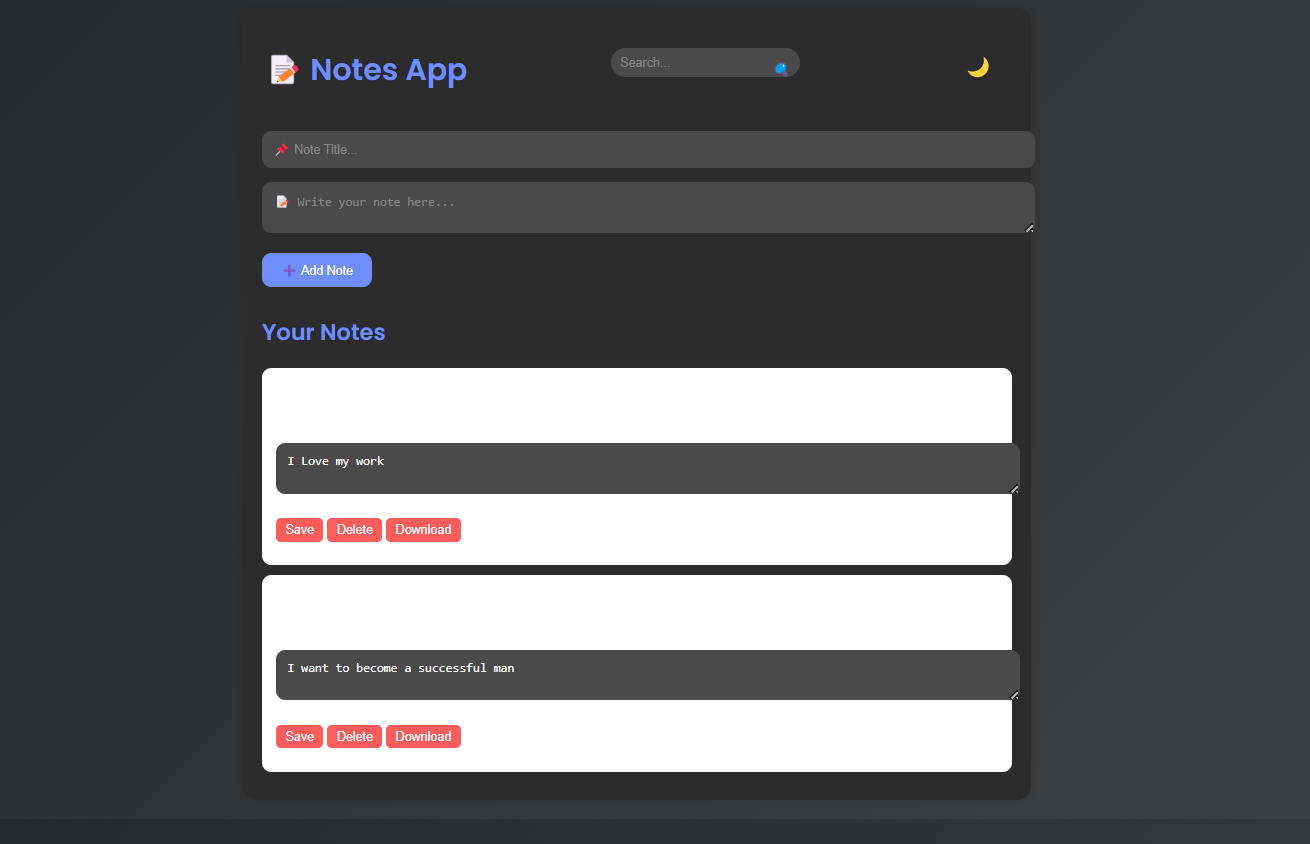 Notes App
Search...
Note Title...
Write your note here...
Add Note
Your Notes
I Love my work
Save Delete Download
I want to become a successful man
Save Delete Download